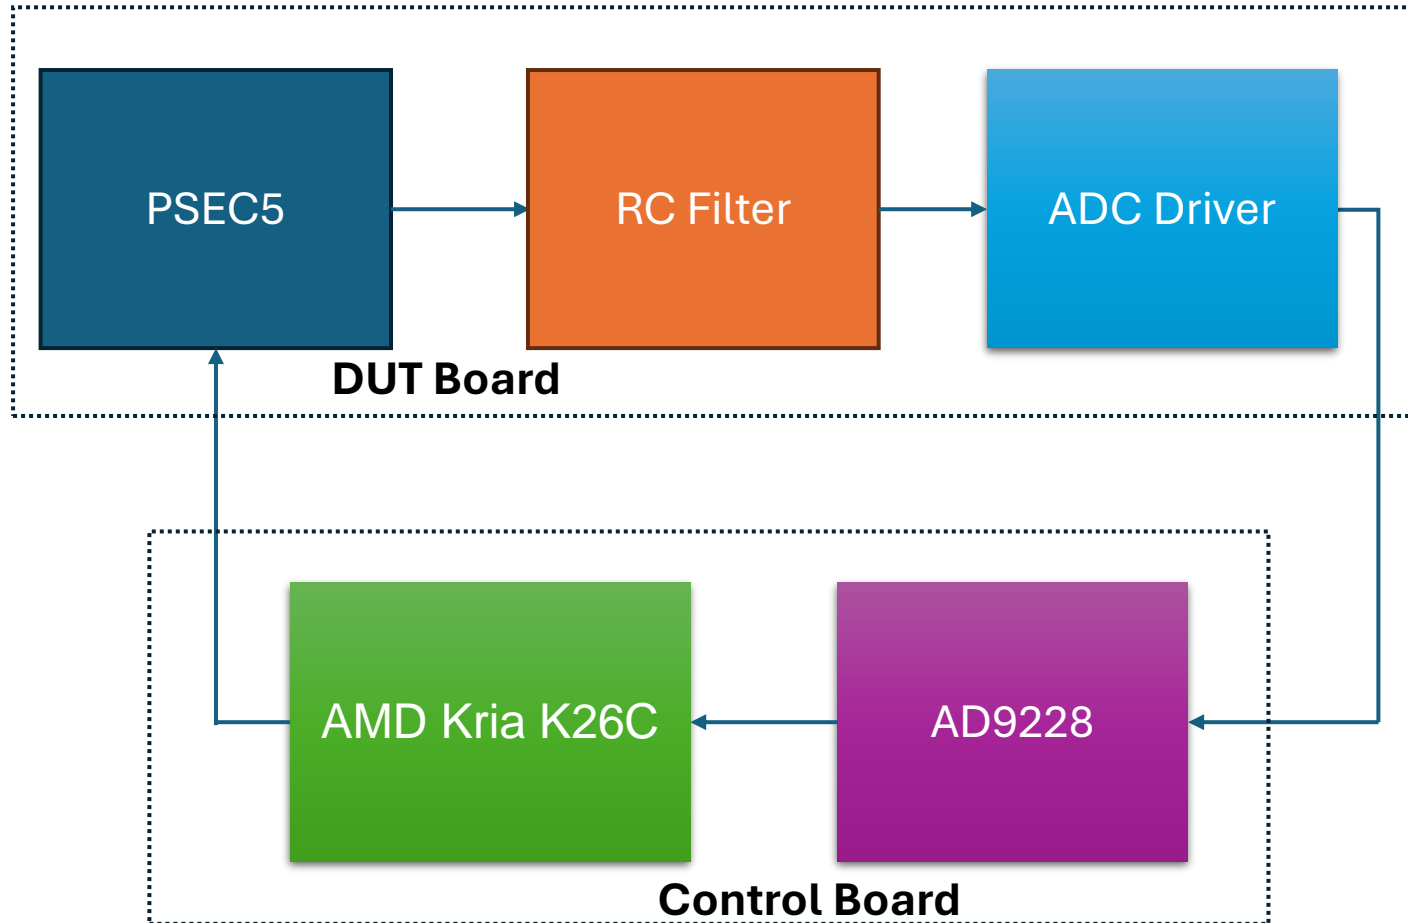 PSEC5
RC Filter
ADC Driver
DUT Board
AMD Kria K26C
AD9228
Control Board